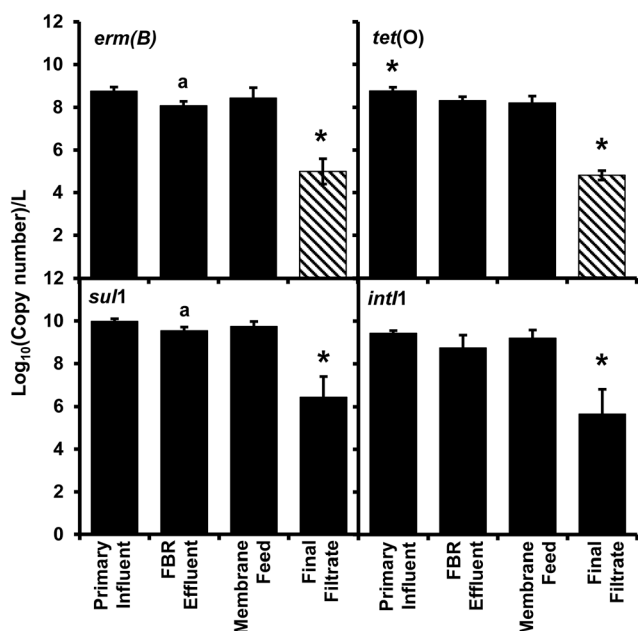 12
10
8
6
4
2
12
10
8
6
4
2
0
Log10(Copy number)/L
erm(B)
a
*
tet(O)
*
*
sul1
a
*
intI1
*
Primary
Influent
FBR
Effluent
Membrane
Feed
Final
Filtrate
Primary
Influent
FBR
Effluent
Membrane
Feed
Final
Filtrate